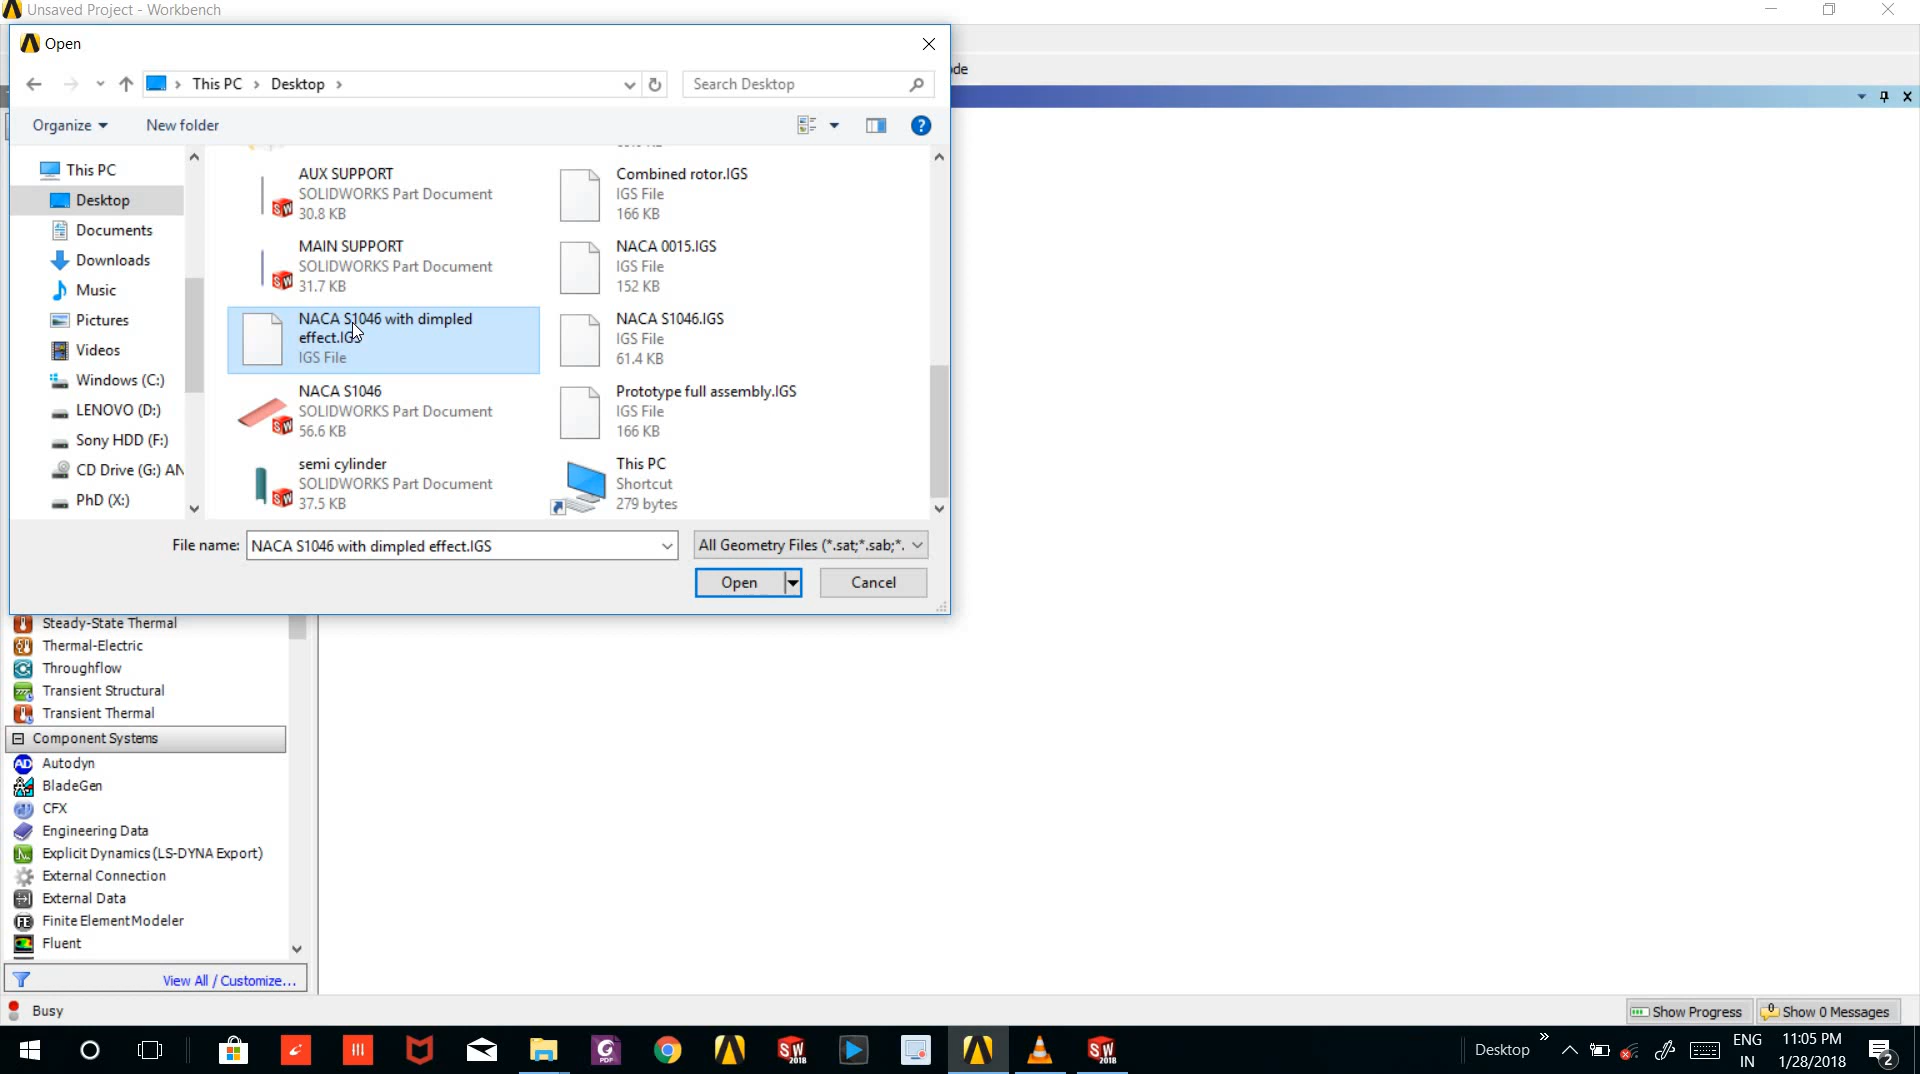 Unsaved Project - Workbench
Open
ode
This PC
Desktop
Search Desktop
Organize
New folder
This PC
Desktop
Documents
Downloads
Music
Pictures
Videos
Windows (C:)
LENOVO (D:)
Sony HDD (F:)
CD Drive (G:) AN
PhD (X:)
AUX SUPPORT
SOLIDWORKS Part Document
30.8 KB
Combined rotor.IGS
IGS File
166 KB
MAIN SUPPORT
SOLIDWORKS Part Document
31.7 KB
NACA 0015.IGS
IGS File
152 KB
NACA S1046 with dimpled
effect.IGS
IGS File
NACA S1046.IGS
IGS File
61.4 KB
NACA S1046
SOLIDWORKS Part Document
56.6 KB
Prototype full assembly.IGS
IGS File
166 KB
semi cylinder
SOLIDWORKS Part Document
37.5 KB
This PC
Shortcut
279 bytes
File name:
NACA S1046 with dimpled effect.IGS
All Geometry Files (*.sat;*.sab;*.
Open
Cancel
Steady-State Thermal
Thermal-Electric
Throughflow
Transient Structural
Transient Thermal
Component Systems
Autodyn
BladeGen
CFX
Engineering Data
Explicit Dynamics (LS-DYNA Export)
External Connection
External Data
Finite Element Modeler
Fluent
View All / Customize...
Busy
Show Progress
Show 0 Messages
Desktop
ENG
IN
11:05 PM
1/28/2018
2